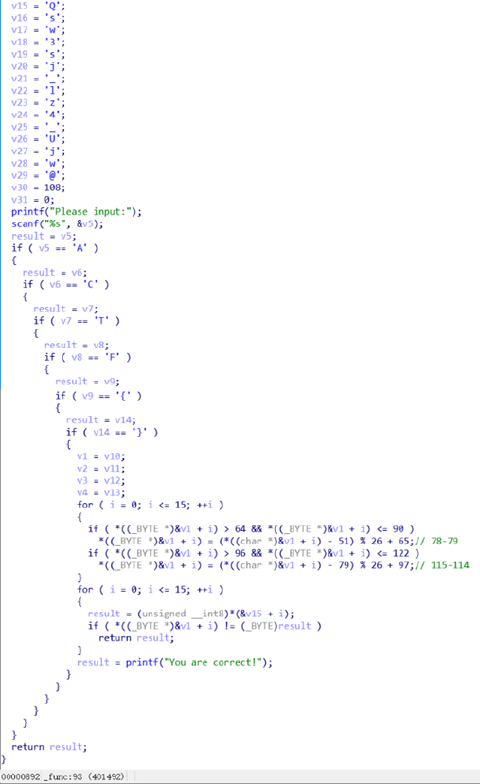 v15 = 'Q';
v16 = 's';
v17 = 'w';
v18 = '3';
v19 = 's';
v20 = 'j';
v21 = '_';
v22 = 'l';
v23 = 'z';
v24 = '4';
v25 = '_';
v26 = 'U';
v27 = 'j';
v28 = 'w';
v29 = '@';
v30 = 108;
v31 = 0;
printf("Please input:");
scanf("%s", &v5);
result = v5;
if ( v5 == 'A' )
{
result = v6;
if ( v6 == 'C' )
{
result = v7;
if ( v7 == 'T' )
{
result = v8;
if ( v8 == 'F' )
{
result = v9;
if ( v9 == '{' )
{
result = v14;
if ( v14 == '}' )
{
v1 = v10;
v2 = v11;
v3 = v12;
v4 = v13;
for ( i = 0; i <= 15; ++i )
{
if ( *((_BYTE *)&v1 + i) > 64 && *((_BYTE *)&v1 + i) <= 90 )
*((_BYTE *)&v1 + i) = (*((char *)&v1 + i) - 51) % 26 + 65;// 78-79
if ( *((_BYTE *)&v1 + i) > 96 && *((_BYTE *)&v1 + i) <= 122 )
*((_BYTE *)&v1 + i) = (*((char *)&v1 + i) - 79) % 26 + 97;// 115-114
}
for ( i = 0; i <= 15; ++i )
{
result = (unsigned __int8)*(&v15 + i);
if ( *((_BYTE *)&v1 + i) != (_BYTE)result )
return result;
}
result = printf("You are correct!");
}
}
}
}
}
}
return result;
}
00000892 _func:93 (401492)